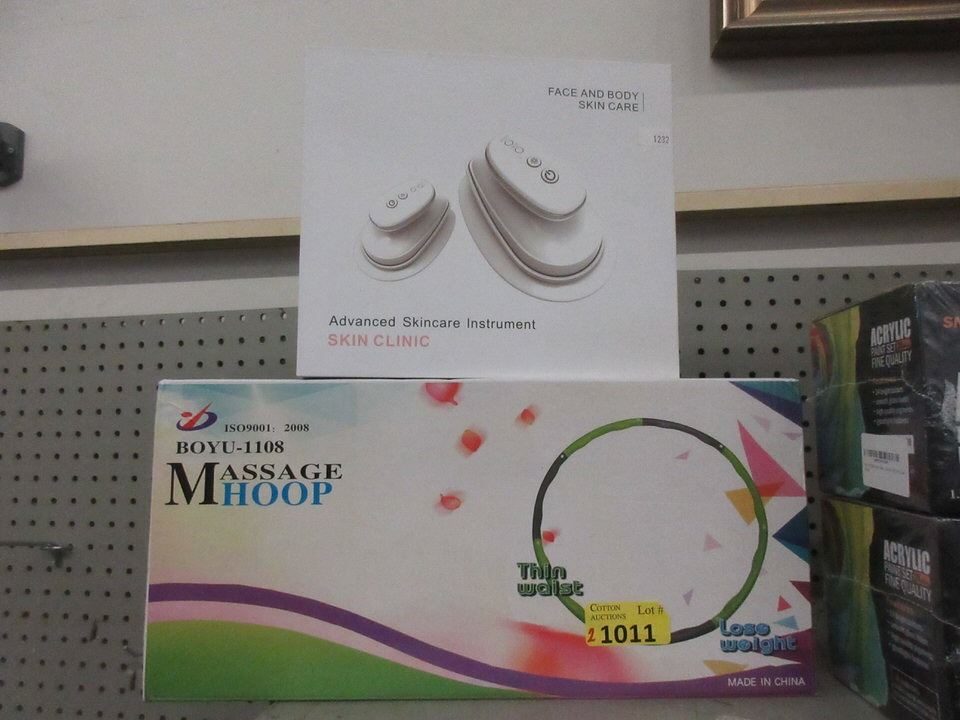 FACE AND BODY
SKIN CARE
1232
Advanced Skincare Instrument
SKIN CLINIC
ISO9001: 2008
BOYU-1108
MASSAGE
HOOP
Thin
waist
COTTON
AUCTIONS
Lot #
2 1011
Lose
weight
MADE IN CHINA
ACRYLIC
PAINT SET
FINE QUALITY
ACRYLIC
PAINT SET
FINE QUALITY